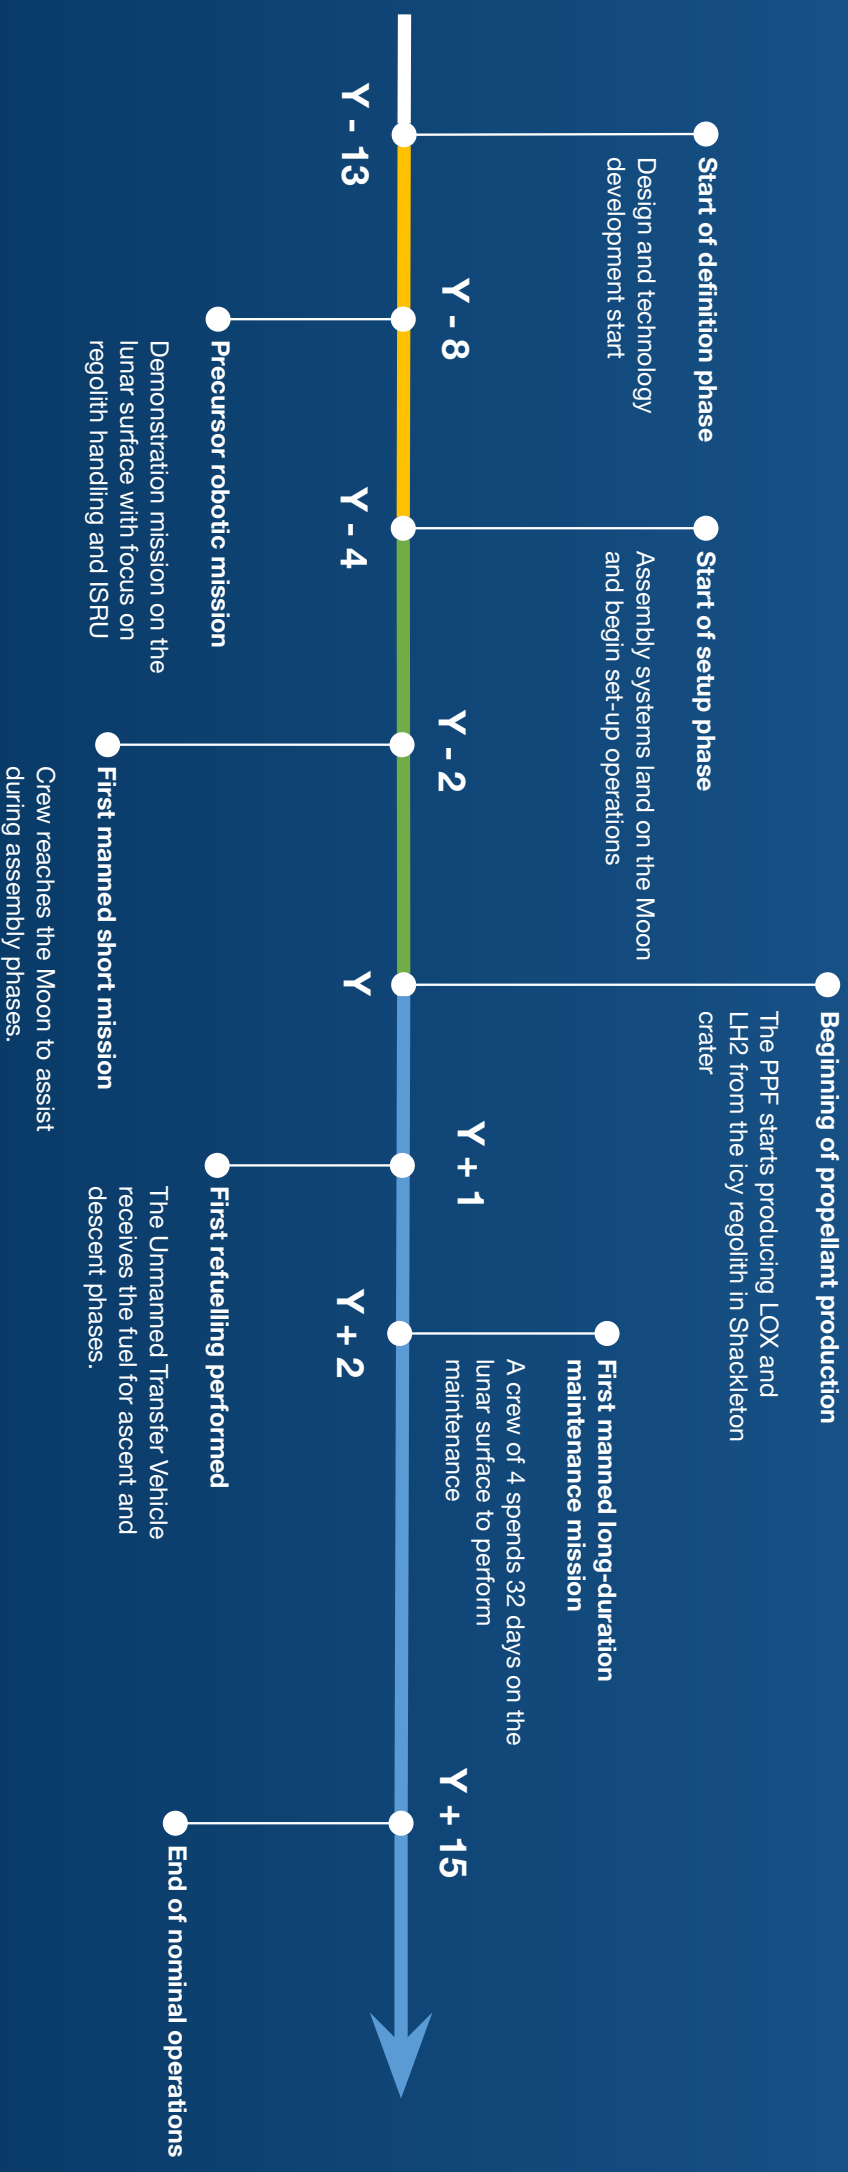 Start of definition phase
Design and technology
development start
Y - 13
Y - 8
Precursor robotic mission
Demonstration mission on the
lunar surface with focus on
regolith handling and ISRU
Start of setup phase
Assembly systems land on the Moon
and begin set-up operations
Y - 4
Y - 2
First manned short mission
Crew reaches the Moon to assist
during assembly phases.
Beginning of propellant production
The PPF starts producing LOX and
LH2 from the icy regolith in Shackleton
crater
Y
Y + 1
First refuelling performed
The Unmanned Transfer Vehicle
receives the fuel for ascent and
descent phases.
First manned long-duration
maintenance mission
A crew of 4 spends 32 days on the
lunar surface to perform
maintenance
Y + 2
Y + 15
End of nominal operations